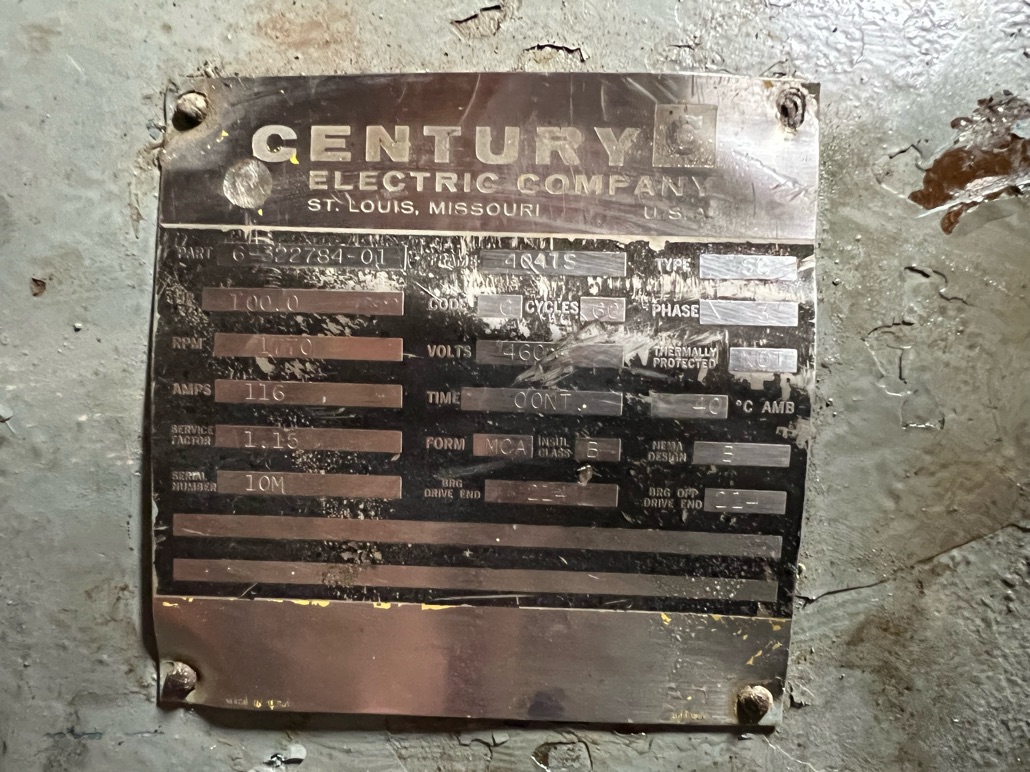 CENTURY
ELECTRIC COMPANY
ST. LOUIS, MISSOURI U.S.A.
PART 6-322784-01 404TS TYPE
100.0 CODE CYCLES 60 PHASE
RPM VOLTS 460 THERMALLY PROTECTED NOT
AMPS 116 TIME CONT 40 °C AMB
SERVICE FACTOR 1.15 FORM MCA INSUL CLASS B NEMA DESIGN B
SERIAL NUMBER 10M BRG DRIVE END BRG OPP DRIVE END